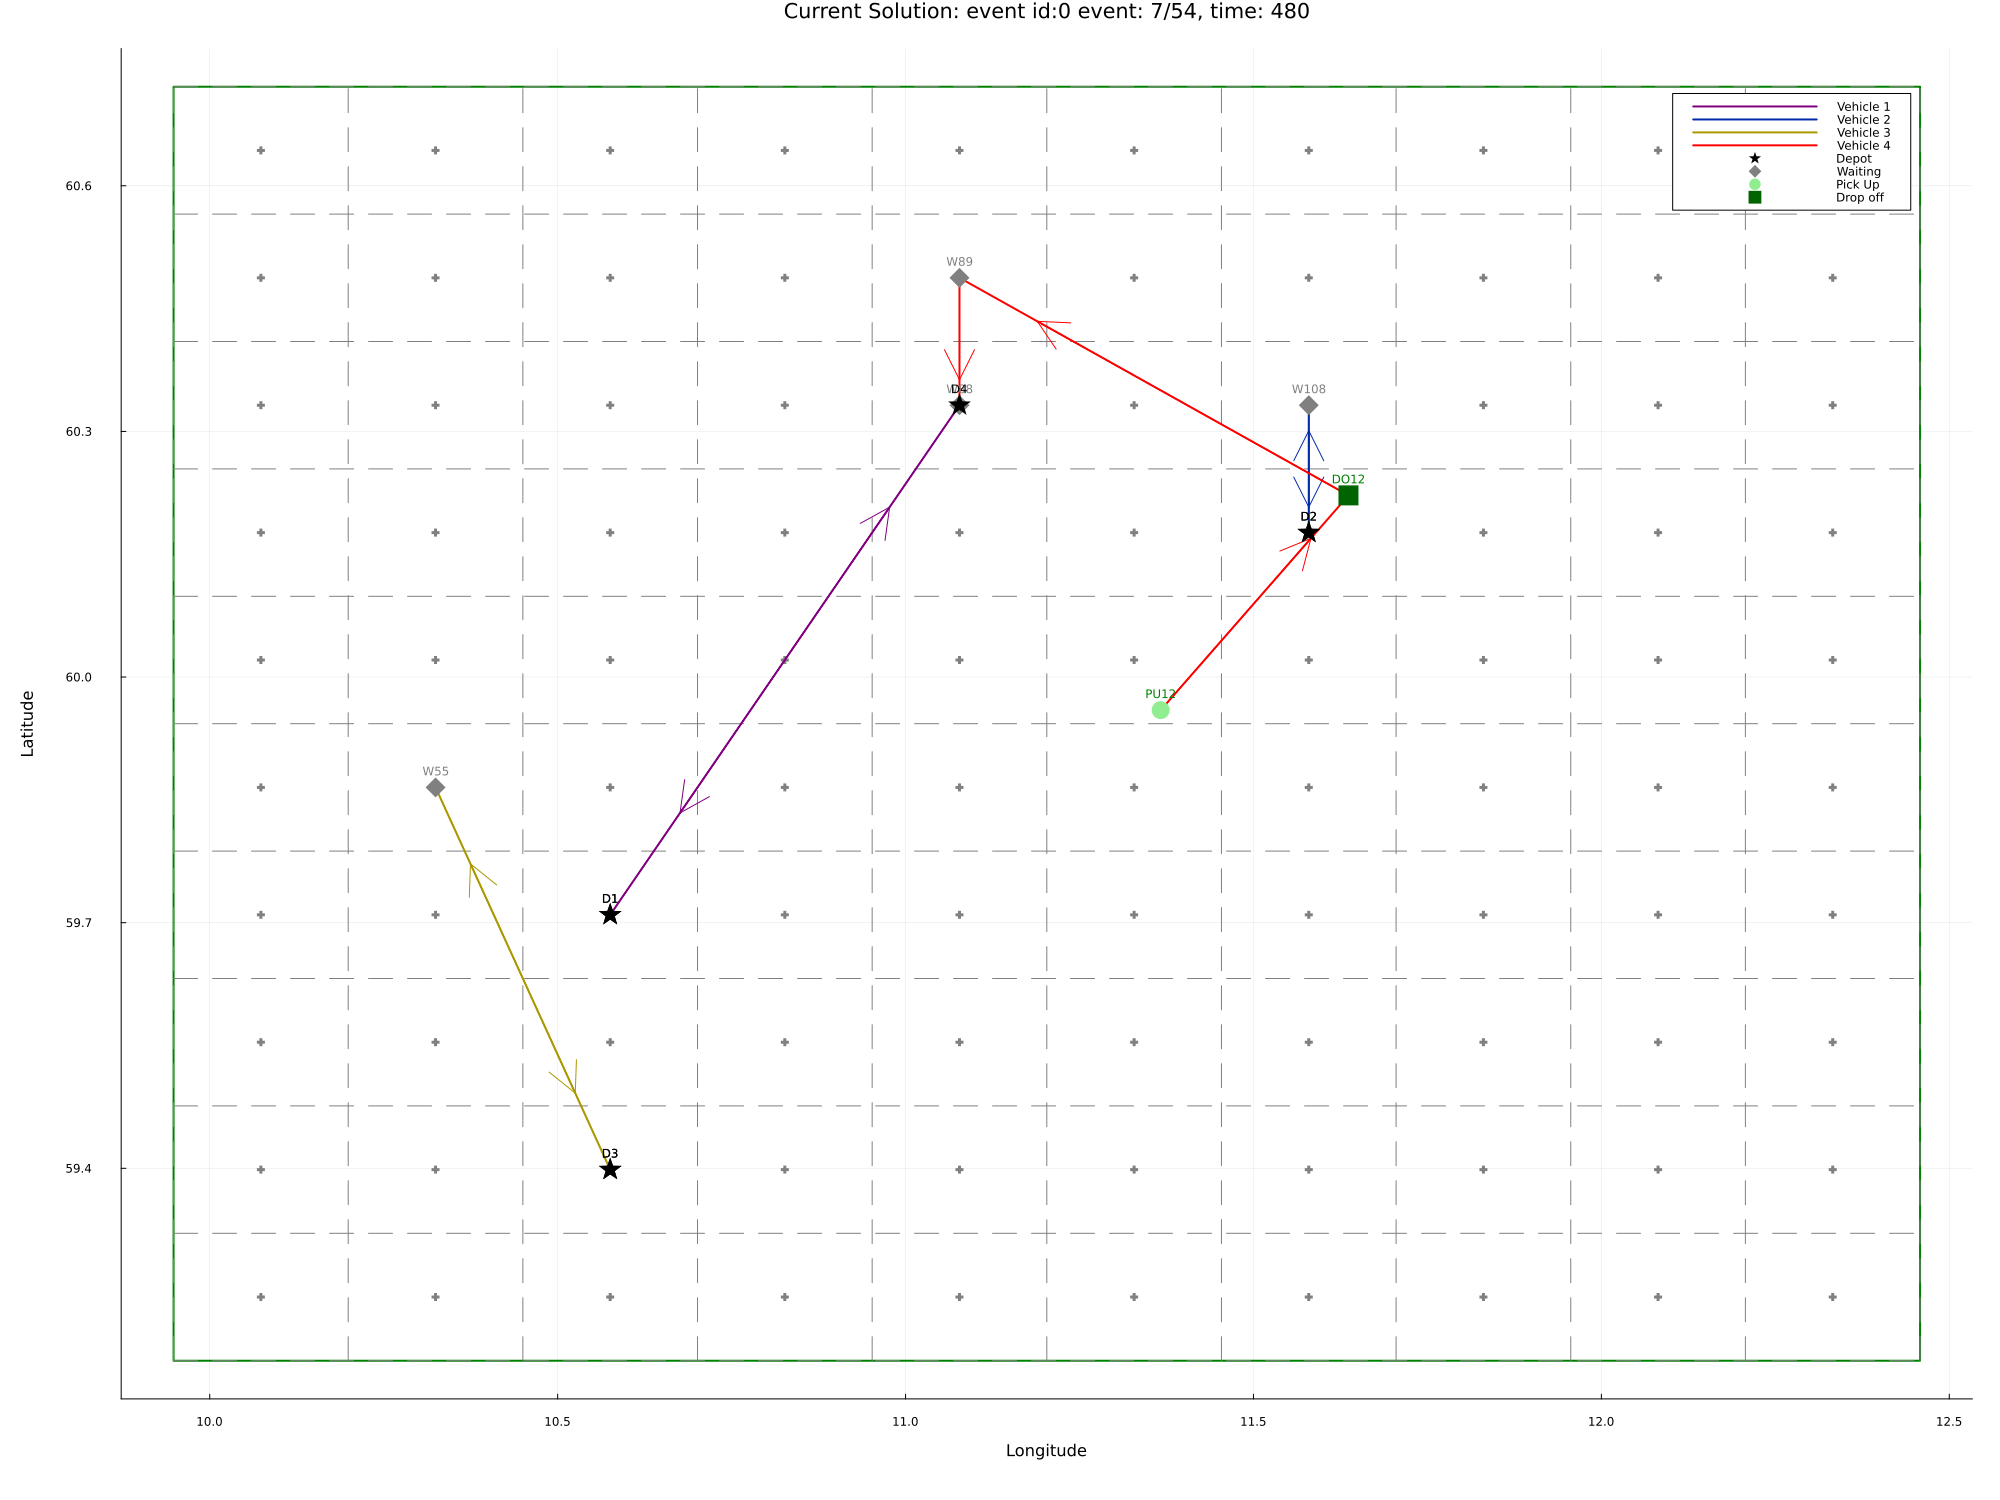 Current Solution: event id:0 event: 7/54, time: 480
Vehicle 1
Vehicle 2
Vehicle 3
Vehicle 4
Depot
Waiting
Pick Up
Drop off
60.6
60.3
60.0
59.7
59.4
Latitude
W89
D4
W108
DO12
D2
PU12
W55
D1
D3
10.0 10.5 11.0 11.5 12.0 12.5
Longitude